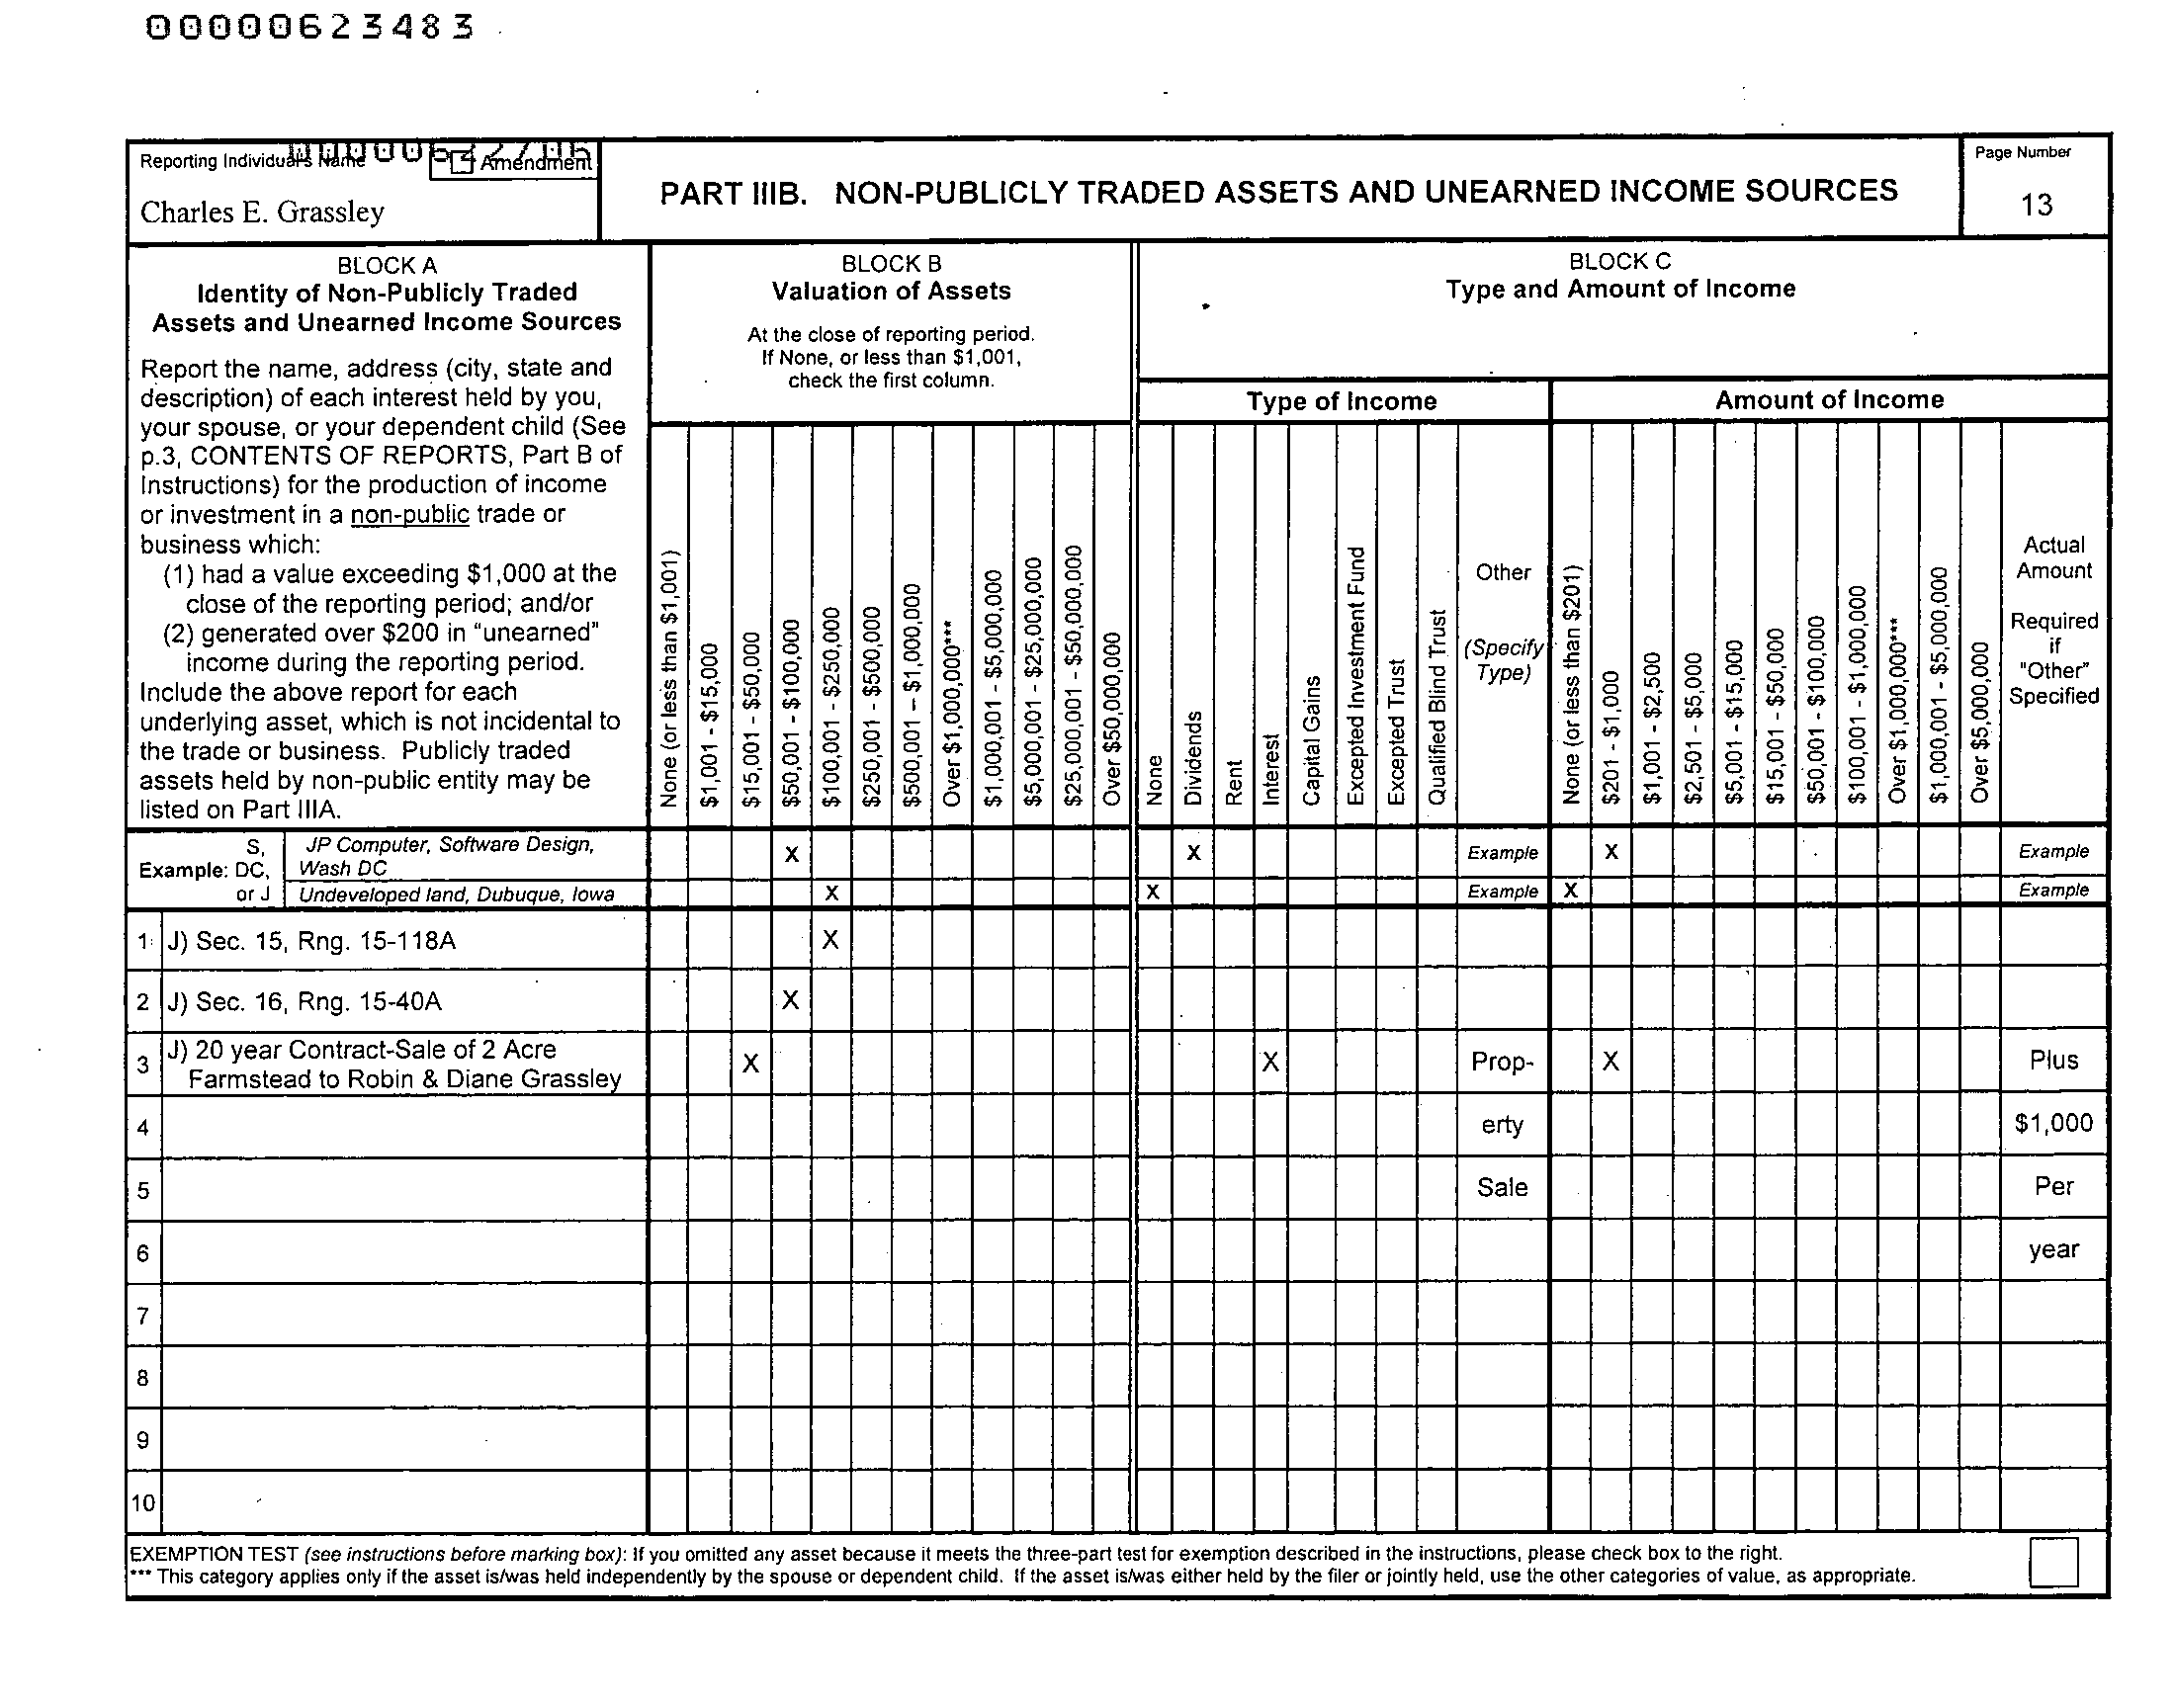 00000623483
Reporting Individual's Name
Amendment
Charles E. Grassley
PART IIIB. NON-PUBLICLY TRADED ASSETS AND UNEARNED INCOME SOURCES
Page Number
13
BLOCK A
Identity of Non-Publicly Traded
Assets and Unearned Income Sources
Report the name, address (city, state and
description) of each interest held by you,
your spouse, or your dependent child (See
p.3, CONTENTS OF REPORTS, Part B of
Instructions) for the production of income
or investment in a non-public trade or
business which:
(1) had a value exceeding $1,000 at the
close of the reporting period; and/or
(2) generated over $200 in "unearned"
income during the reporting period.
Include the above report for each
underlying asset, which is not incidental to
the trade or business. Publicly traded
assets held by non-public entity may be
listed on Part IIIA.
BLOCK B
Valuation of Assets
At the close of reporting period.
If None, or less than $1,001,
check the first column.
None (or less than $1,001)
$1,001 - $15,000
$15,001 - $50,000
$50,001 - $100,000
$100,001 - $250,000
$250,001 - $500,000
$500,001 – $1,000,000
Over $1,000,000***
$1,000,001 - $5,000,000
$5,000,001 - $25,000,000
$25,000,001 - $50,000,000
Over $50,000,000
BLOCK C
Type and Amount of Income
Type of Income
None
Dividends
Rent
Interest
Capital Gains
Excepted Investment Fund
Excepted Trust
Qualified Blind Trust
Other
(Specify
Type)
Amount of Income
None (or less than $201)
$201 - $1,000
$1,001 - $2,500
$2,501 - $5,000
$5,001 - $15,000
$15,001 - $50,000
$50,001 - $100,000
$100,001 - $1,000,000
Over $1,000,000***
$1,000,001 - $5,000,000
Over $5,000,000
Actual
Amount
Required
if
"Other"
Specified
Example:
S,
DC,
or J
JP Computer, Software Design,
Wash DC
X X Example X Example
Undeveloped land, Dubuque, Iowa X X Example X Example
1 J) Sec. 15, Rng. 15-118A X
2 J) Sec. 16, Rng. 15-40A X
3 J) 20 year Contract-Sale of 2 Acre
Farmstead to Robin & Diane Grassley
X X Prop- X Plus
4 erty $1,000
5 Sale Per
6 year
7
8
9
10
EXEMPTION TEST (see instructions before marking box): If you omitted any asset because it meets the three-part test for exemption described in the instructions, please check box to the right.
*** This category applies only if the asset is/was held independently by the spouse or dependent child. If the asset is/was either held by the filer or jointly held, use the other categories of value, as appropriate.